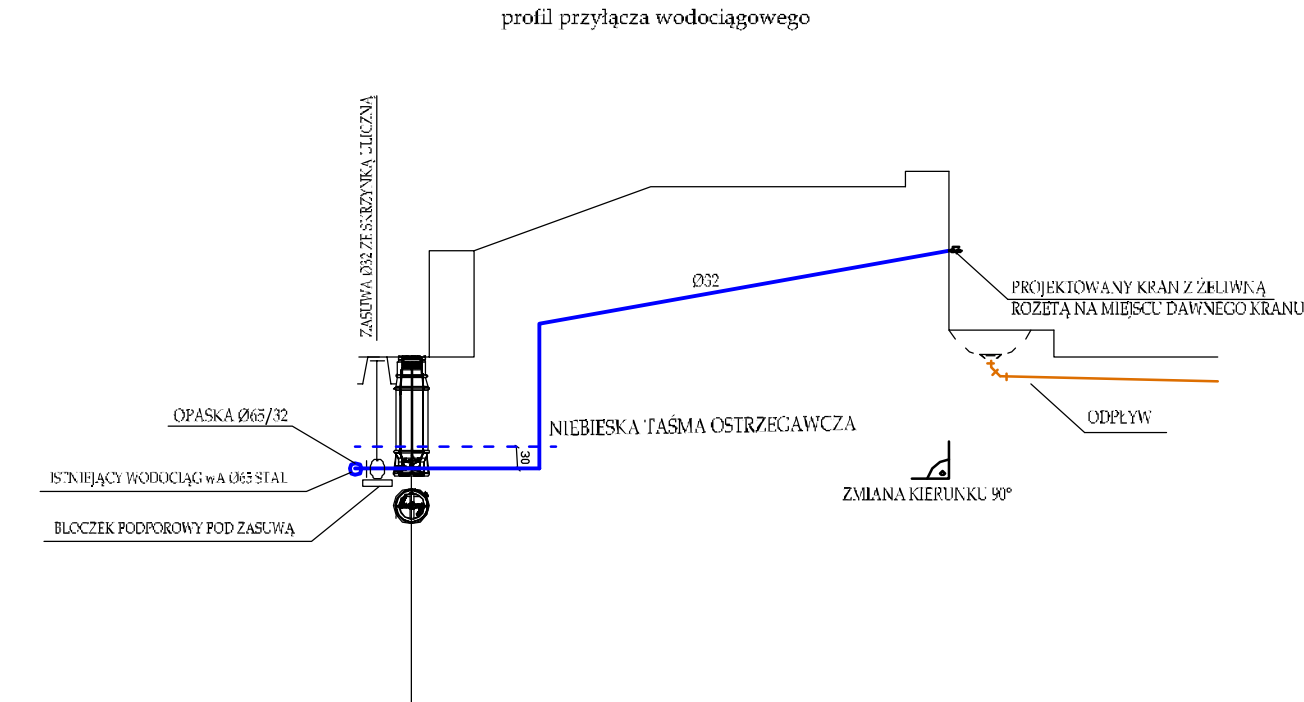 profil przyłącza wodociągowego
ZASUWA Ø32 ZE SKRZYNKĄ ULICZNĄ
Ø32
PROJEKTOWANY KRAN Z ŻELIWNĄ
ROZETĄ NA MIEJSCU DAWNEGO KRANU
OPASKA Ø65/32
NIEBIESKA TAŚMA OSTRZEGAWCZA
ODPŁYW
30
ISTNIEJĄCY WODOCIĄG wA Ø65 STAL
ZMIANA KIERUNKU 90°
BLOCZEK PODPOROWY POD ZASUWĄ